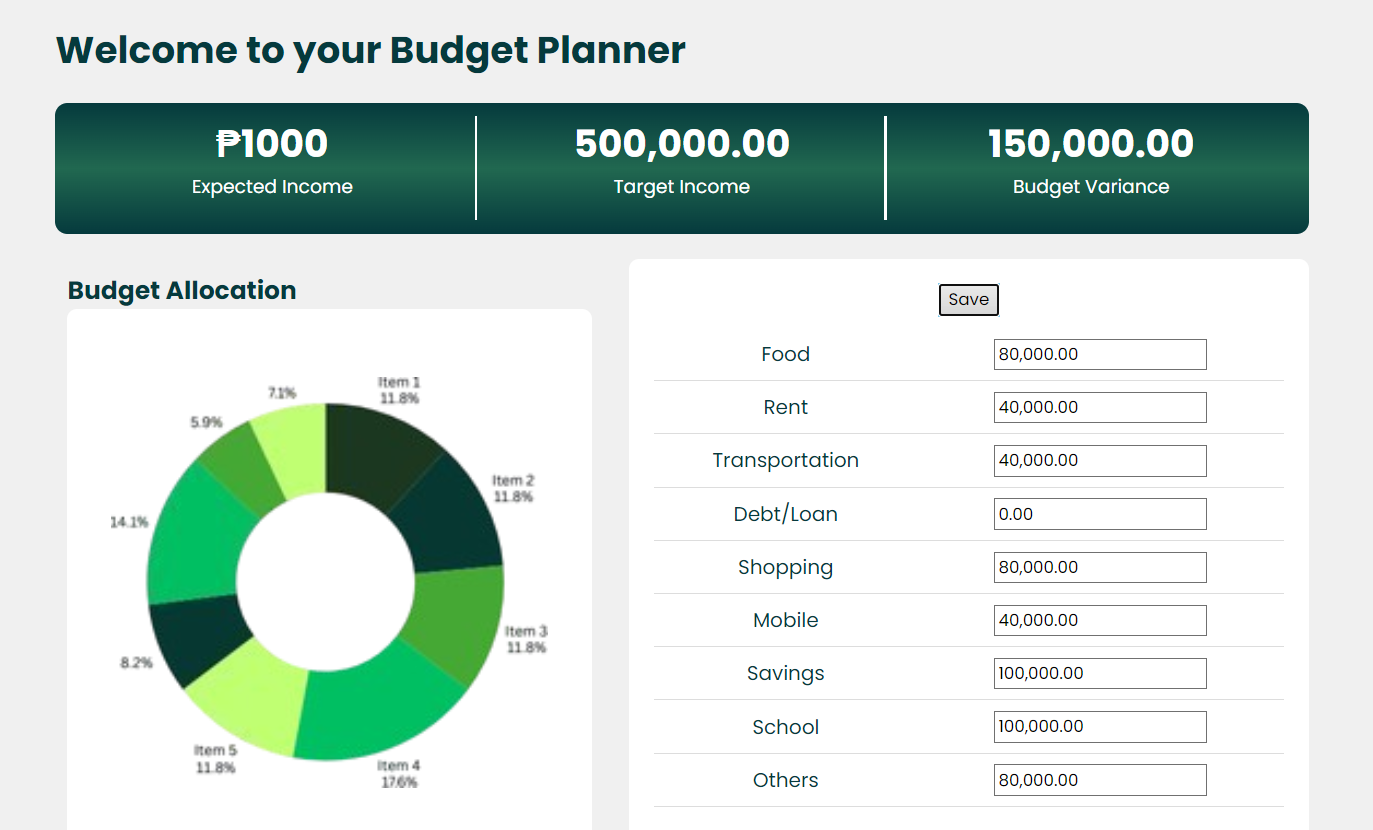 Welcome to your Budget Planner
₱1000
Expected Income
500,000.00
Target Income
150,000.00
Budget Variance
Budget Allocation
7.1%
Item 1
11.8%
5.9%
Item 2
11.8%
14.1%
Item 3
11.8%
8.2%
Item 5
11.8%
Item 4
17.6%
Save
Food 80,000.00
Rent 40,000.00
Transportation 40,000.00
Debt/Loan 0.00
Shopping 80,000.00
Mobile 40,000.00
Savings 100,000.00
School 100,000.00
Others 80,000.00